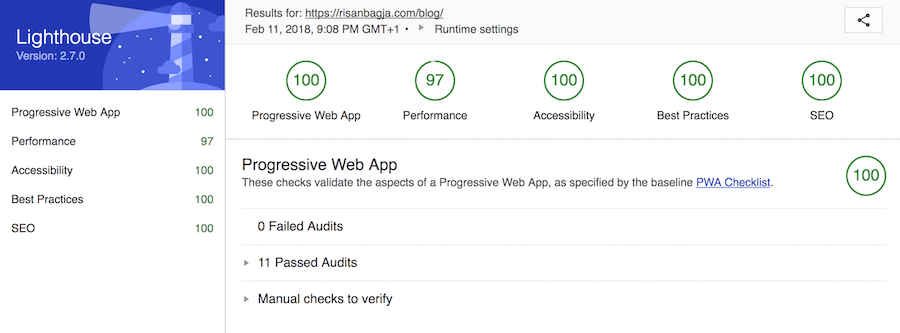 Lighthouse
Version: 2.7.0
Progressive Web App 100
Performance 97
Accessibility 100
Best Practices 100
SEO 100
Results for: https://risanbagja.com/blog/
Feb 11, 2018, 9:08 PM GMT+1 • Runtime settings
100 97 100 100 100
Progressive Web App Performance Accessibility Best Practices SEO
Progressive Web App
These checks validate the aspects of a Progressive Web App, as specified by the baseline PWA Checklist.
100
0 Failed Audits
11 Passed Audits
Manual checks to verify